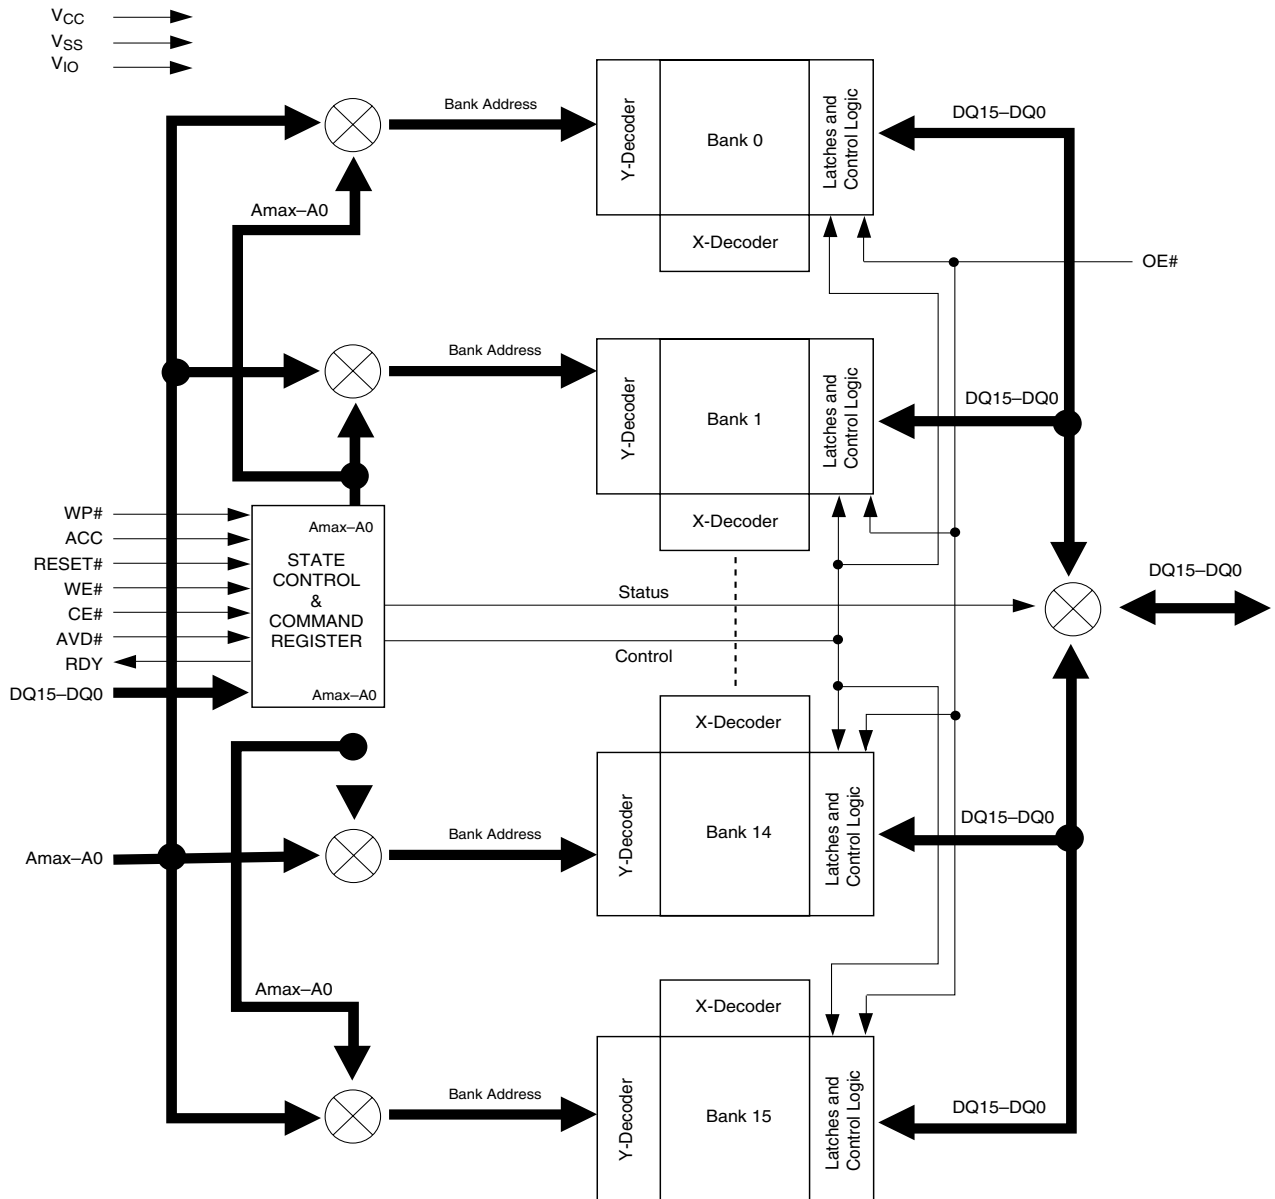 VCC
VSS
VIO
Bank Address
Y-Decoder
Bank 0
Latches and
Control Logic
DQ15–DQ0
Amax–A0
X-Decoder
OE#
Bank Address
Y-Decoder
Bank 1
Latches and
Control Logic
DQ15–DQ0
X-Decoder
WP#
ACC
RESET#
WE#
CE#
AVD#
RDY
DQ15–DQ0
Amax–A0
STATE
CONTROL
&
COMMAND
REGISTER
Amax–A0
Status
Control
DQ15–DQ0
X-Decoder
Amax–A0
Bank Address
Y-Decoder
Bank 14
Latches and
Control Logic
DQ15–DQ0
Amax–A0
X-Decoder
Bank Address
Y-Decoder
Bank 15
Latches and
Control Logic
DQ15–DQ0